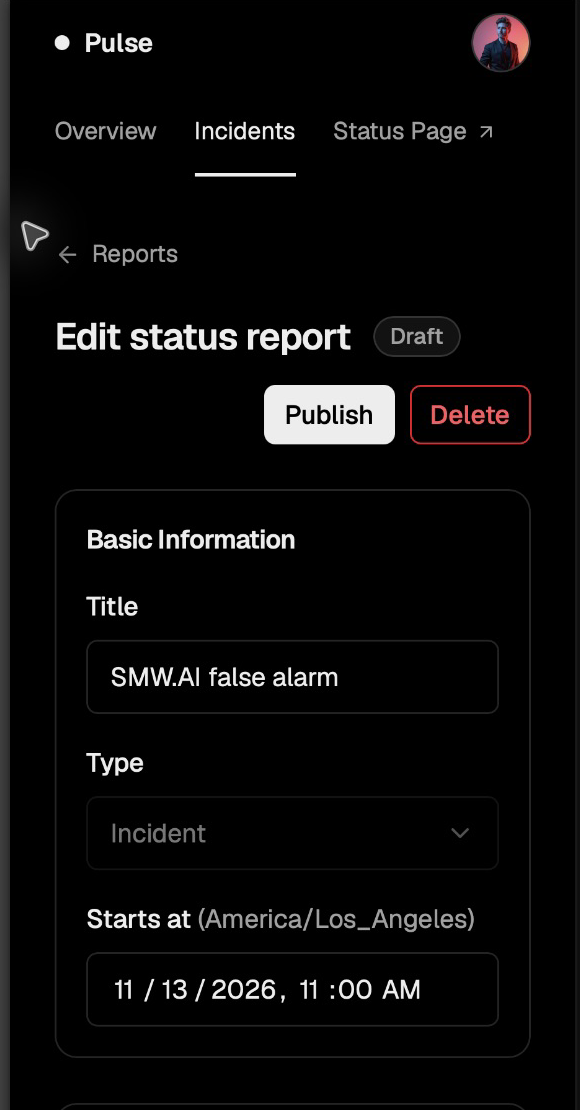 Pulse
Overview Incidents Status Page ↗
← Reports
Edit status report Draft
Publish Delete
Basic Information
Title
SMW.AI false alarm
Type
Incident
Starts at (America/Los_Angeles)
11 / 13 / 2026, 11 :00 AM